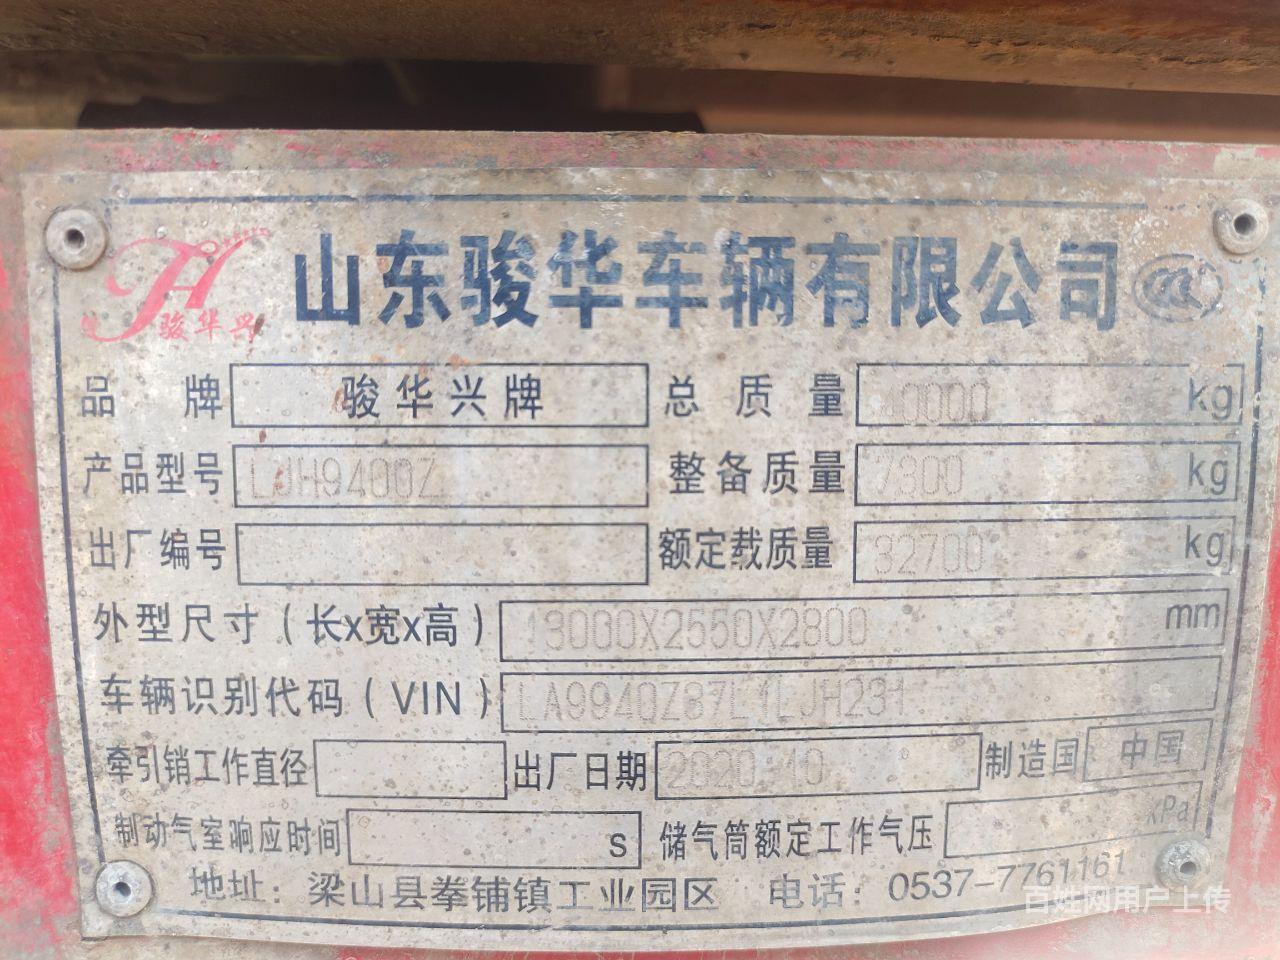 山东骏华车辆有限公司
骏华兴
品牌 骏华兴牌 总质量 40000 kg
产品型号 LJH9400Z 整备质量 7300 kg
出厂编号 额定载质量 32700 kg
外型尺寸(长x宽x高) 13000X2550X2800 mm
车辆识别代码(VIN) LA9940Z37L1LJH231
牵引销工作直径 出厂日期 2020 10 制造国 中国
制动气室响应时间 s 储气筒额定工作气压 kPa
地址:梁山县拳铺镇工业园区 电话:0537-7761161
百姓网用户上传